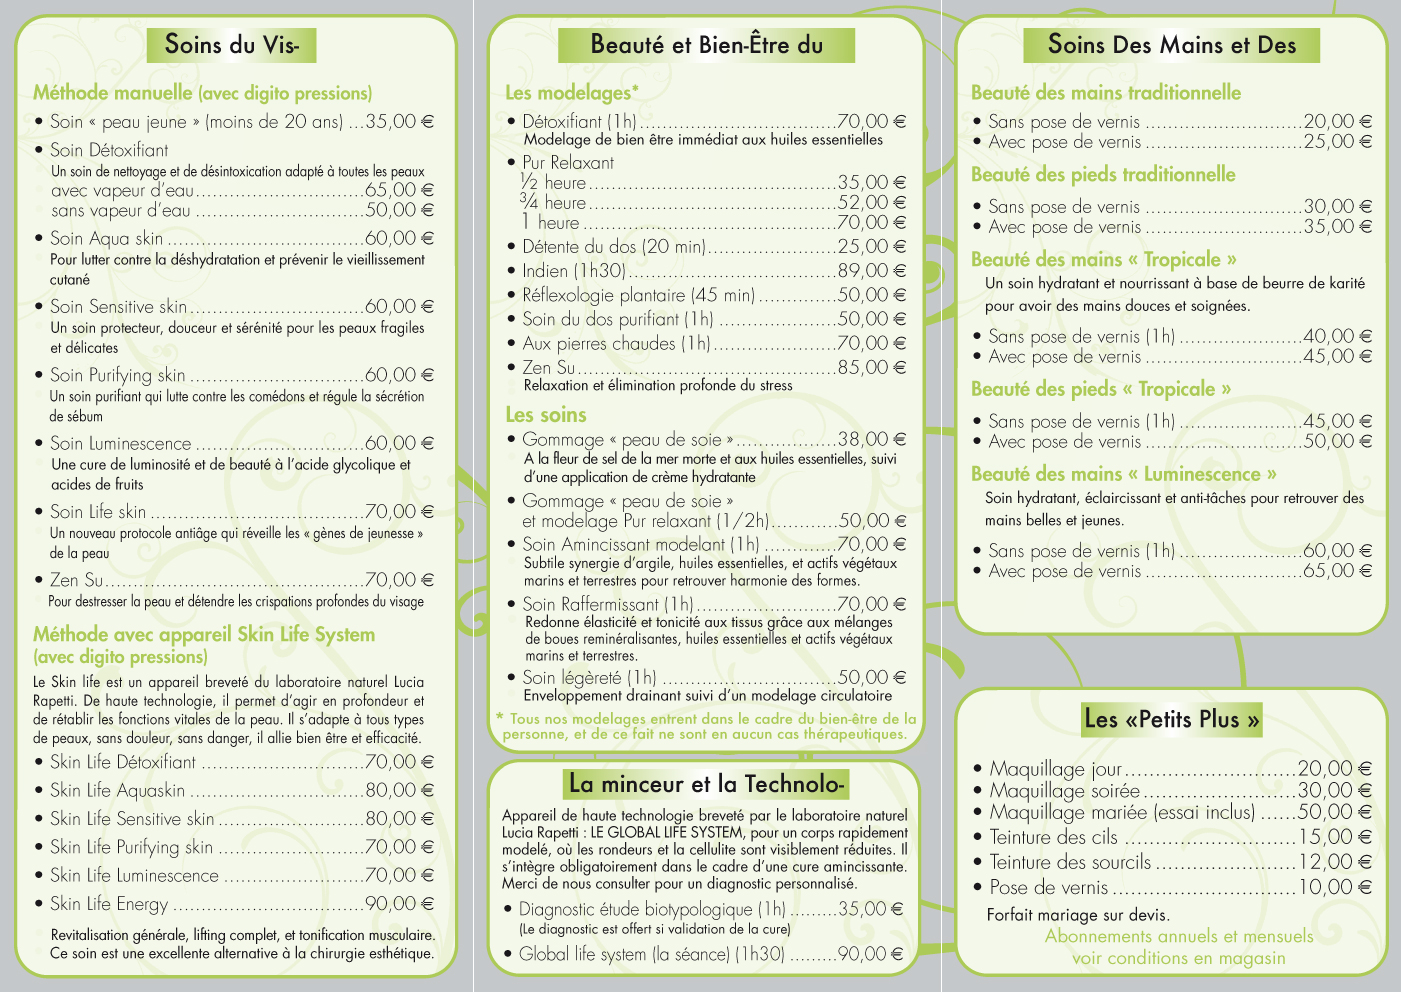 Soins du Vis-
Méthode manuelle (avec digito pressions)
• Soin « peau jeune » (moins de 20 ans) ...35,00 €
• Soin Détoxifiant
Un soin de nettoyage et de désintoxication adapté à toutes les peaux
avec vapeur d’eau..............................65,00 €
sans vapeur d’eau ..............................50,00 €
• Soin Aqua skin ...................................60,00 €
Pour lutter contre la déshydratation et prévenir le vieillissement
cutané
• Soin Sensitive skin...............................60,00 €
Un soin protecteur, douceur et sérénité pour les peaux fragiles
et délicates
• Soin Purifying skin ...............................60,00 €
Un soin purifiant qui lutte contre les comédons et régule la sécrétion
de sébum
• Soin Luminescence ..............................60,00 €
Une cure de luminosité et de beauté à l’acide glycolique et
acides de fruits
• Soin Life skin ......................................70,00 €
Un nouveau protocole antiâge qui réveille les « gènes de jeunesse »
de la peau
• Zen Su..............................................70,00 €
Pour destresser la peau et détendre les crispations profondes du visage
Méthode avec appareil Skin Life System
(avec digito pressions)
Le Skin life est un appareil breveté du laboratoire naturel Lucia
Rapetti. De haute technologie, il permet d’agir en profondeur et
de rétablir les fonctions vitales de la peau. Il s’adapte à tous types
de peaux, sans douleur, sans danger, il allie bien être et efficacité.
• Skin Life Détoxifiant .............................70,00 €
• Skin Life Aquaskin ...............................80,00 €
• Skin Life Sensitive skin ..........................80,00 €
• Skin Life Purifying skin ..........................70,00 €
• Skin Life Luminescence .........................70,00 €
• Skin Life Energy ..................................90,00 €
Revitalisation générale, lifting complet, et tonification musculaire.
Ce soin est une excellente alternative à la chirurgie esthétique.
Beauté et Bien-Être du
Les modelages*
• Détoxifiant (1h)...................................70,00 €
Modelage de bien être immédiat aux huiles essentielles
• Pur Relaxant
½ heure............................................35,00 €
¾ heure............................................52,00 €
1 heure .............................................70,00 €
• Détente du dos (20 min).......................25,00 €
• Indien (1h30).....................................89,00 €
• Réflexologie plantaire (45 min)..............50,00 €
• Soin du dos purifiant (1h) .....................50,00 €
• Aux pierres chaudes (1h)......................70,00 €
• Zen Su..............................................85,00 €
Relaxation et élimination profonde du stress
Les soins
• Gommage « peau de soie »..................38,00 €
A la fleur de sel de la mer morte et aux huiles essentielles, suivi
d’une application de crème hydratante
• Gommage « peau de soie »
et modelage Pur relaxant (1/2h)............50,00 €
• Soin Amincissant modelant (1h) .............70,00 €
Subtile synergie d’argile, huiles essentielles, et actifs végétaux
marins et terrestres pour retrouver harmonie des formes.
• Soin Raffermissant (1h).........................70,00 €
Redonne élasticité et tonicité aux tissus grâce aux mélanges
de boues reminéralisantes, huiles essentielles et actifs végétaux
marins et terrestres.
• Soin légèreté (1h) ...............................50,00 €
Enveloppement drainant suivi d’un modelage circulatoire
* Tous nos modelages entrent dans le cadre du bien-être de la
personne, et de ce fait ne sont en aucun cas thérapeutiques.
La minceur et la Technolo-
Appareil de haute technologie breveté par le laboratoire naturel
Lucia Rapetti : LE GLOBAL LIFE SYSTEM, pour un corps rapidement
modelé, où les rondeurs et la cellulite sont visiblement réduites. Il
s’intègre obligatoirement dans le cadre d’une cure amincissante.
Merci de nous consulter pour un diagnostic personnalisé.
• Diagnostic étude biotypologique (1h).........35,00 €
(Le diagnostic est offert si validation de la cure)
• Global life system (la séance) (1h30) .........90,00 €
Soins Des Mains et Des
Beauté des mains traditionnelle
• Sans pose de vernis ...........................20,00 €
• Avec pose de vernis ...........................25,00 €
Beauté des pieds traditionnelle
• Sans pose de vernis ...........................30,00 €
• Avec pose de vernis ...........................35,00 €
Beauté des mains « Tropicale »
Un soin hydratant et nourrissant à base de beurre de karité
pour avoir des mains douces et soignées.
• Sans pose de vernis (1h) ......................40,00 €
• Avec pose de vernis ...........................45,00 €
Beauté des pieds « Tropicale »
• Sans pose de vernis (1h) ......................45,00 €
• Avec pose de vernis ...........................50,00 €
Beauté des mains « Luminescence »
Soin hydratant, éclaircissant et anti-tâches pour retrouver des
mains belles et jeunes.
• Sans pose de vernis (1h) ......................60,00 €
• Avec pose de vernis ...........................65,00 €
Les «Petits Plus »
• Maquillage jour............................20,00 €
• Maquillage soirée.........................30,00 €
• Maquillage mariée (essai inclus) ......50,00 €
• Teinture des cils ............................15,00 €
• Teinture des sourcils .......................12,00 €
• Pose de vernis..............................10,00 €
Forfait mariage sur devis.
Abonnements annuels et mensuels
voir conditions en magasin